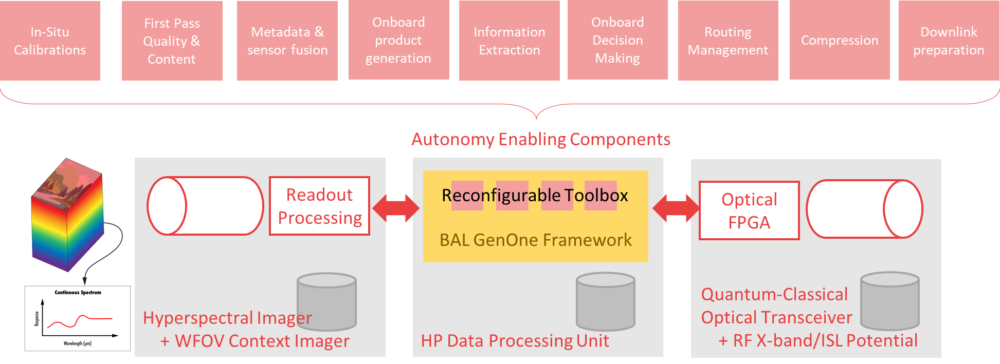 In-Situ
Calibrations
First Pass
Quality &
Content
Metadata &
sensor fusion
Onboard
product
generation
Information
Extraction
Onboard
Decision
Making
Routing
Management
Compression
Downlink
preparation
Autonomy Enabling Components
Continuous Spectrum
Response
Wavelength (µm)
Readout
Processing
Hyperspectral Imager
+ WFOV Context Imager
Reconfigurable Toolbox
BAL GenOne Framework
HP Data Processing Unit
Optical
FPGA
Quantum-Classical
Optical Transceiver
+ RF X-band/ISL Potential